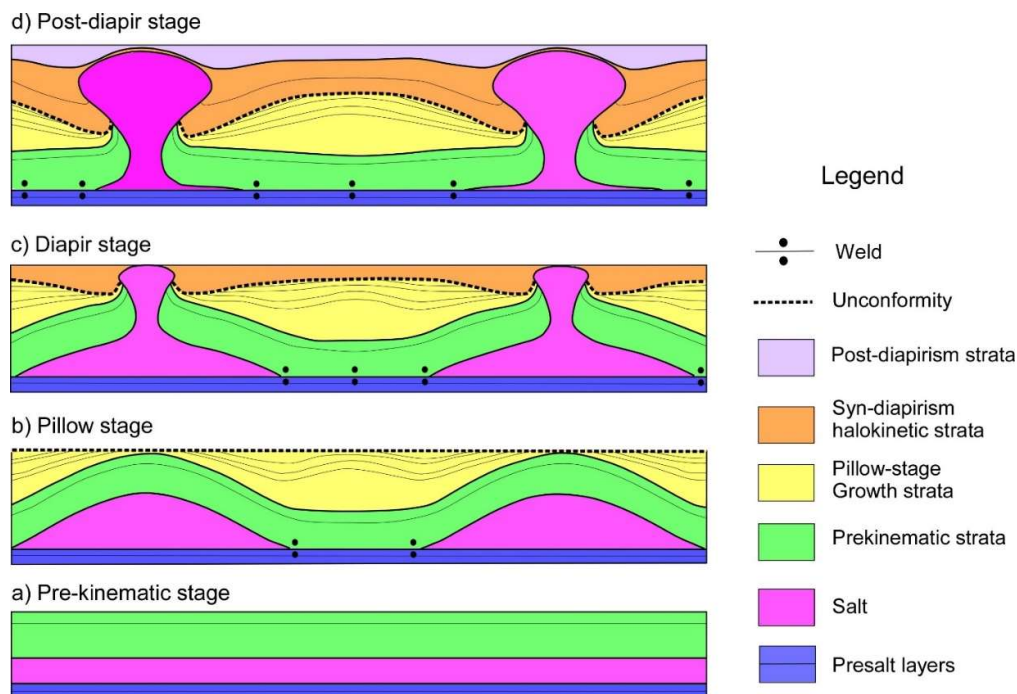 d) Post-diapir stage
c) Diapir stage
b) Pillow stage
a) Pre-kinematic stage
Legend
Weld
Unconformity
Post-diapirism strata
Syn-diapirism
halokinetic strata
Pillow-stage
Growth strata
Prekinematic strata
Salt
Presalt layers